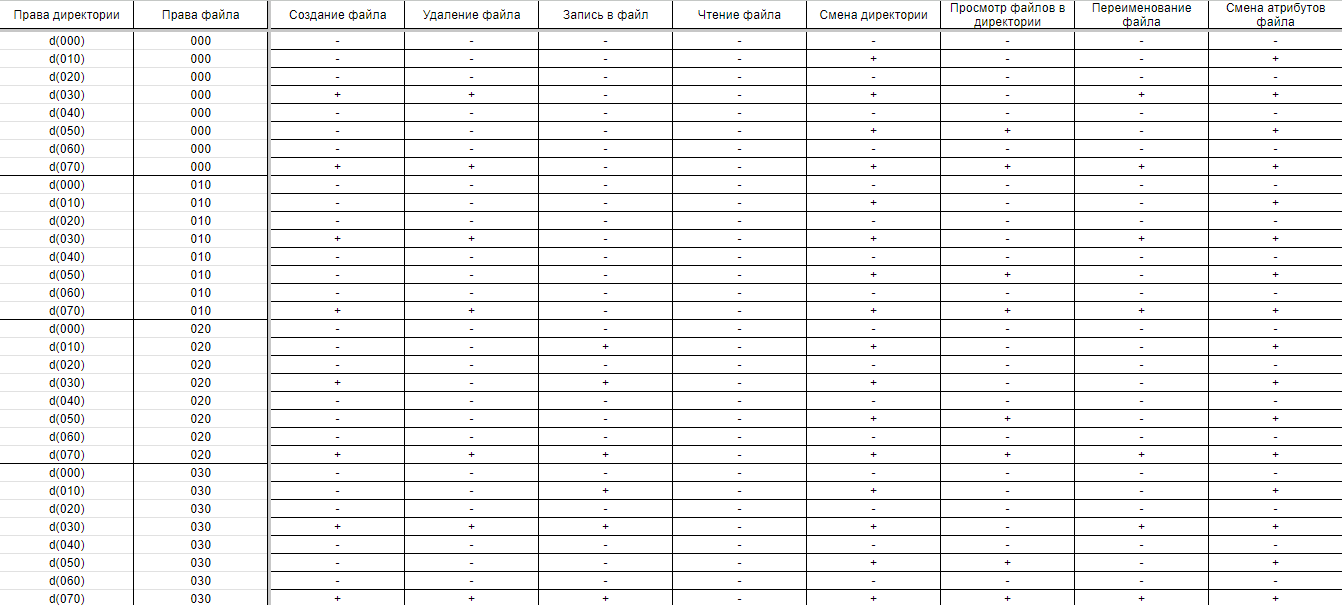 Права директории Права файла Создание файла Удаление файла Запись в файл Чтение файла Смена директории Просмотр файлов в директории Переименование файла Смена атрибутов файла
d(000) 000 - - - - - - - -
d(010) 000 - - - - + - - +
d(020) 000 - - - - - - - -
d(030) 000 + + - - + - + +
d(040) 000 - - - - - - - -
d(050) 000 - - - - + + - +
d(060) 000 - - - - - - - -
d(070) 000 + + - - + + + +
d(000) 010 - - - - - - - -
d(010) 010 - - - - + - - +
d(020) 010 - - - - - - - -
d(030) 010 + + - - + - + +
d(040) 010 - - - - - - - -
d(050) 010 - - - - + + - +
d(060) 010 - - - - - - - -
d(070) 010 + + - - + + + +
d(000) 020 - - - - - - - -
d(010) 020 - - + - + - - +
d(020) 020 - - - - - - - -
d(030) 020 + - + - + - - +
d(040) 020 - - - - - - - -
d(050) 020 - - - - + + - +
d(060) 020 - - - - - - - -
d(070) 020 + + + - + + + +
d(000) 030 - - - - - - - -
d(010) 030 - - + - + - - +
d(020) 030 - - - - - - - -
d(030) 030 + + + - + - + +
d(040) 030 - - - - - - - -
d(050) 030 - - - - + + - +
d(060) 030 - - - - - - - -
d(070) 030 + + + - + + + +